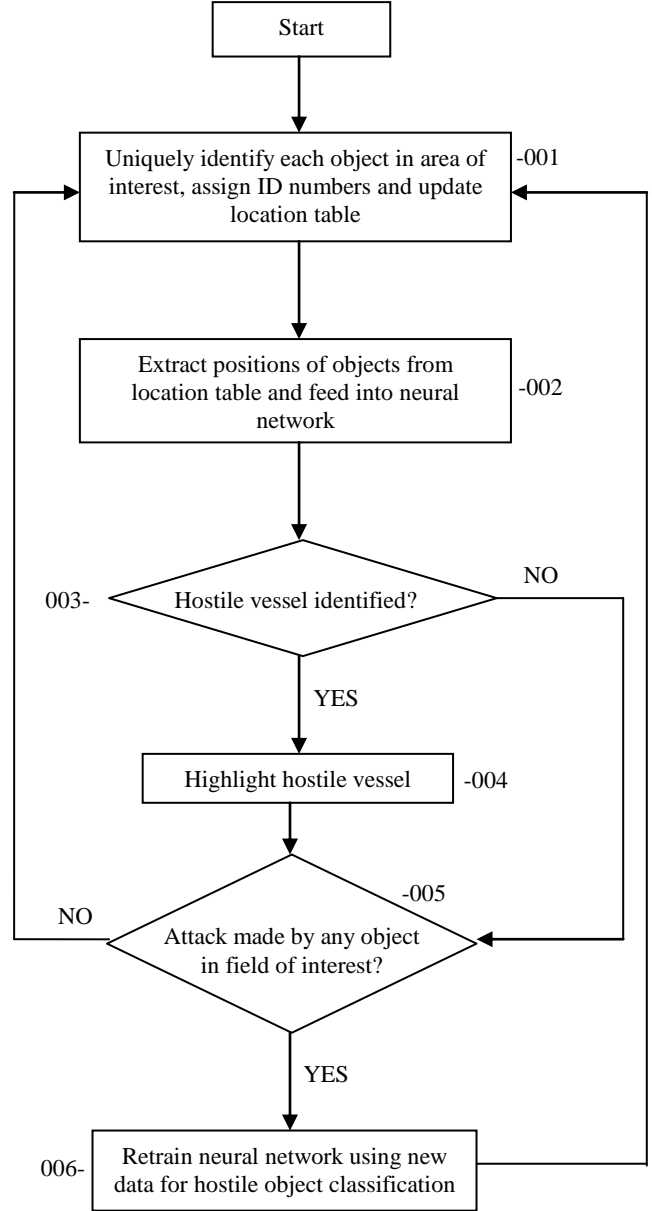 Start
Uniquely identify each object in area of
interest, assign ID numbers and update
location table
-001
Extract positions of objects from
location table and feed into neural
network
-002
003-
Hostile vessel identified?
NO
YES
Highlight hostile vessel
-004
-005
NO
Attack made by any object
in field of interest?
YES
006-
Retrain neural network using new
data for hostile object classification